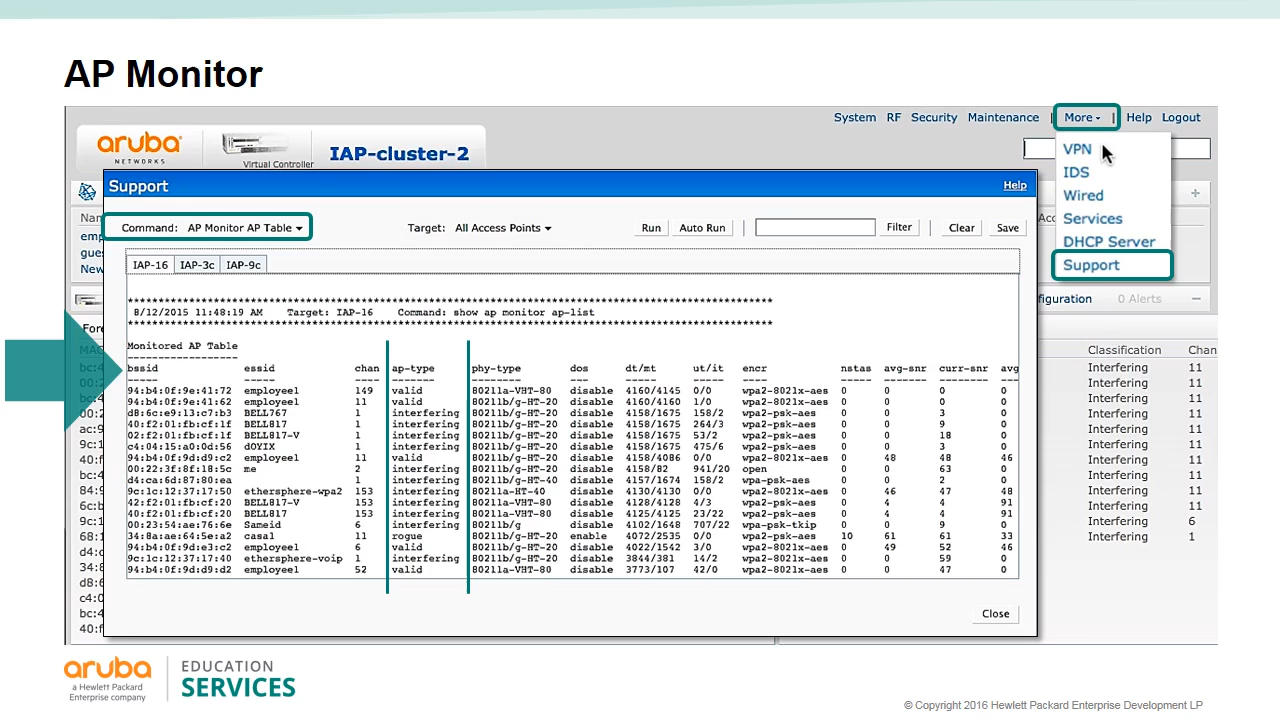 AP Monitor
System RF Security Maintenance | More | Help Logout
aruba
NETWORKS
Virtual Controller
IAP-cluster-2
VPN
IDS
Wired
Services
DHCP Server
Support
Support Help
Command: AP Monitor AP Table Target: All Access Points Run Auto Run | Filter | Clear Save
IAP-16 IAP-3c IAP-9c
*******************************************************************************************************
8/12/2015 11:48:19 AM Target: IAP-16 Command: show ap monitor ap-list
*******************************************************************************************************
Monitored AP Table
------------------
bssid essid chan ap-type phy-type dos dt/mt ut/it encr nstas avg-snr curr-snr avg
94:b4:0f:9e:41:72 employee1 149 valid 80211a-VHT-80 disable 4160/4145 0/0 wpa2-8021x-aes 0 0 0 0
94:b4:0f:9e:41:62 employee1 11 valid 80211b/g-HT-20 disable 4160/4160 1/0 wpa2-8021x-aes 0 0 0 0
d8:6c:e9:13:c7:b3 BELL767 1 interfering 80211b/g-HT-20 disable 4158/1675 158/2 wpa2-psk-aes 0 0 3 0
40:f2:01:fb:cf:1f BELL817 1 interfering 80211b/g-HT-20 disable 4158/1675 264/3 wpa2-psk-aes 0 0 9 0
02:f2:01:fb:cf:1f BELL817-V 1 interfering 80211b/g-HT-20 disable 4158/1675 53/2 wpa2-psk-aes 0 0 18 0
c4:04:15:a0:0d:56 dOYIX 1 interfering 80211b/g-HT-20 disable 4158/1675 475/6 wpa2-psk-aes 0 0 3 0
94:b4:0f:9d:d9:c2 employee1 11 valid 80211b/g-HT-20 disable 4158/4086 0/0 wpa2-8021x-aes 0 48 48 46
00:22:3f:8f:18:5c me 2 interfering 80211b/g-HT-20 disable 4158/82 941/20 open 0 0 63 0
d4:ca:6d:87:80:ea 1 interfering 80211b/g-HT-40 disable 4157/1674 158/1 wpa-psk-aes 0 0 2 0
9c:1c:12:37:17:50 ethersphere-wpa2 153 interfering 80211a-HT-40 disable 4130/4130 0/0 wpa2-8021x-aes 0 46 47 48
42:f2:01:fb:cf:20 BELL817-V 153 interfering 80211a-VHT-80 disable 4128/4128 4/3 wpa2-psk-aes 0 4 4 91
40:f2:01:fb:cf:20 BELL817 153 interfering 80211a-VHT-80 disable 4125/4125 23/22 wpa2-psk-aes 0 4 4 91
00:23:54:ae:76:6e Sameid 6 interfering 80211b/g disable 4102/1648 707/22 wpa-psk-tkip 0 0 9 0
34:8a:ae:64:5e:a2 casa1 11 rogue 80211b/g-HT-20 enable 4072/2535 0/0 wpa2-psk-aes 10 61 61 33
94:b4:0f:9d:e3:c2 employee1 6 valid 80211b/g-HT-20 disable 4022/1542 3/0 wpa2-8021x-aes 0 49 52 46
9c:1c:12:37:17:40 ethersphere-voip 1 interfering 80211b/g-HT-20 disable 3844/381 14/2 wpa2-8021x-aes 0 0 59 0
94:b4:0f:9d:d9:d2 employee1 52 valid 80211a-VHT-80 disable 3773/107 42/0 wpa2-8021x-aes 0 0 47 0
Close
0 Alerts
Classification Chan
Interfering 11
Interfering 11
Interfering 11
Interfering 11
Interfering 11
Interfering 11
Interfering 11
Interfering 11
Interfering 11
Interfering 11
Interfering 6
Interfering 1
aruba
a Hewlett Packard
Enterprise company
EDUCATION
SERVICES
© Copyright 2016 Hewlett Packard Enterprise Development LP